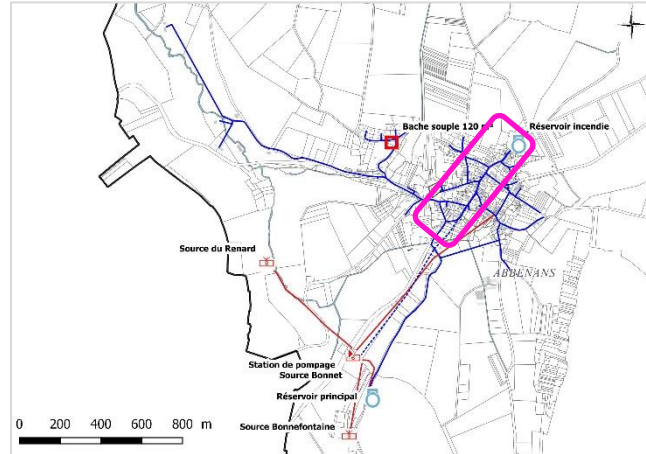 Bache souple 120 m³
Réservoir incendie
Source du Renard
ABBENANS
Station de pompage
Source Bonnet
Réservoir principal
Source Bonnefontaine
0 200 400 600 800 m